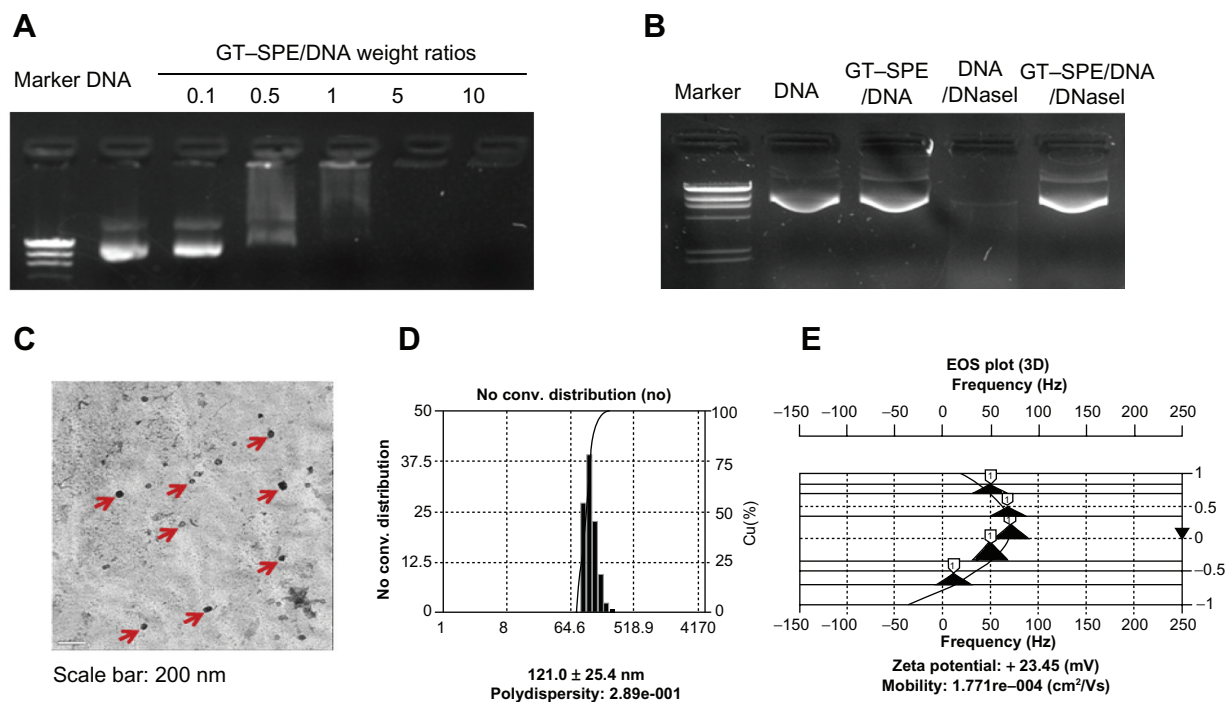 A
GT–SPE/DNA weight ratios
Marker DNA
0.1 0.5 1 5 10
B
Marker
DNA
GT–SPE
/DNA
DNA
/DNaseI
GT–SPE/DNA
/DNaseI
C
Scale bar: 200 nm
D
No conv. distribution (no)
No conv. distribution
50
37.5
25
12.5
0
100
75
50
25
0
Cu(%)
1 8 64.6 518.9 4170
121.0 ± 25.4 nm
Polydispersity: 2.89e-001
E
EOS plot (3D)
Frequency (Hz)
–150 –100 –50 0 50 100 150 200 250
1
1
1
1
1
1
0.5
0
–0.5
–1
–150 –100 –50 0 50 100 150 200 250
Frequency (Hz)
Zeta potential: + 23.45 (mV)
Mobility: 1.771re–004 (cm²/Vs)